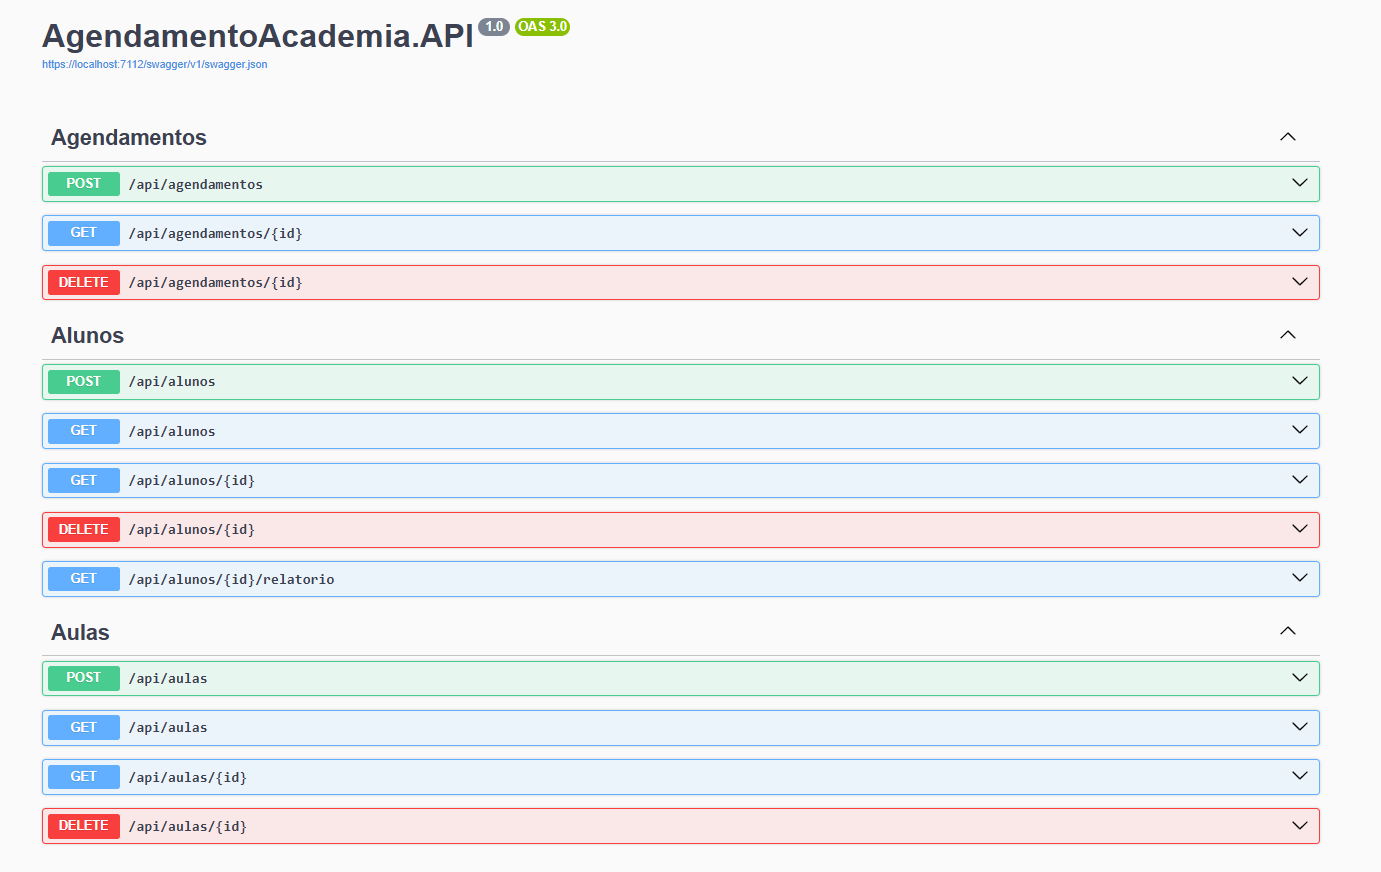 AgendamentoAcademia.API 1.0 OAS 3.0
https://localhost:7112/swagger/v1/swagger.json
Agendamentos
POST /api/agendamentos
GET /api/agendamentos/{id}
DELETE /api/agendamentos/{id}
Alunos
POST /api/alunos
GET /api/alunos
GET /api/alunos/{id}
DELETE /api/alunos/{id}
GET /api/alunos/{id}/relatorio
Aulas
POST /api/aulas
GET /api/aulas
GET /api/aulas/{id}
DELETE /api/aulas/{id}